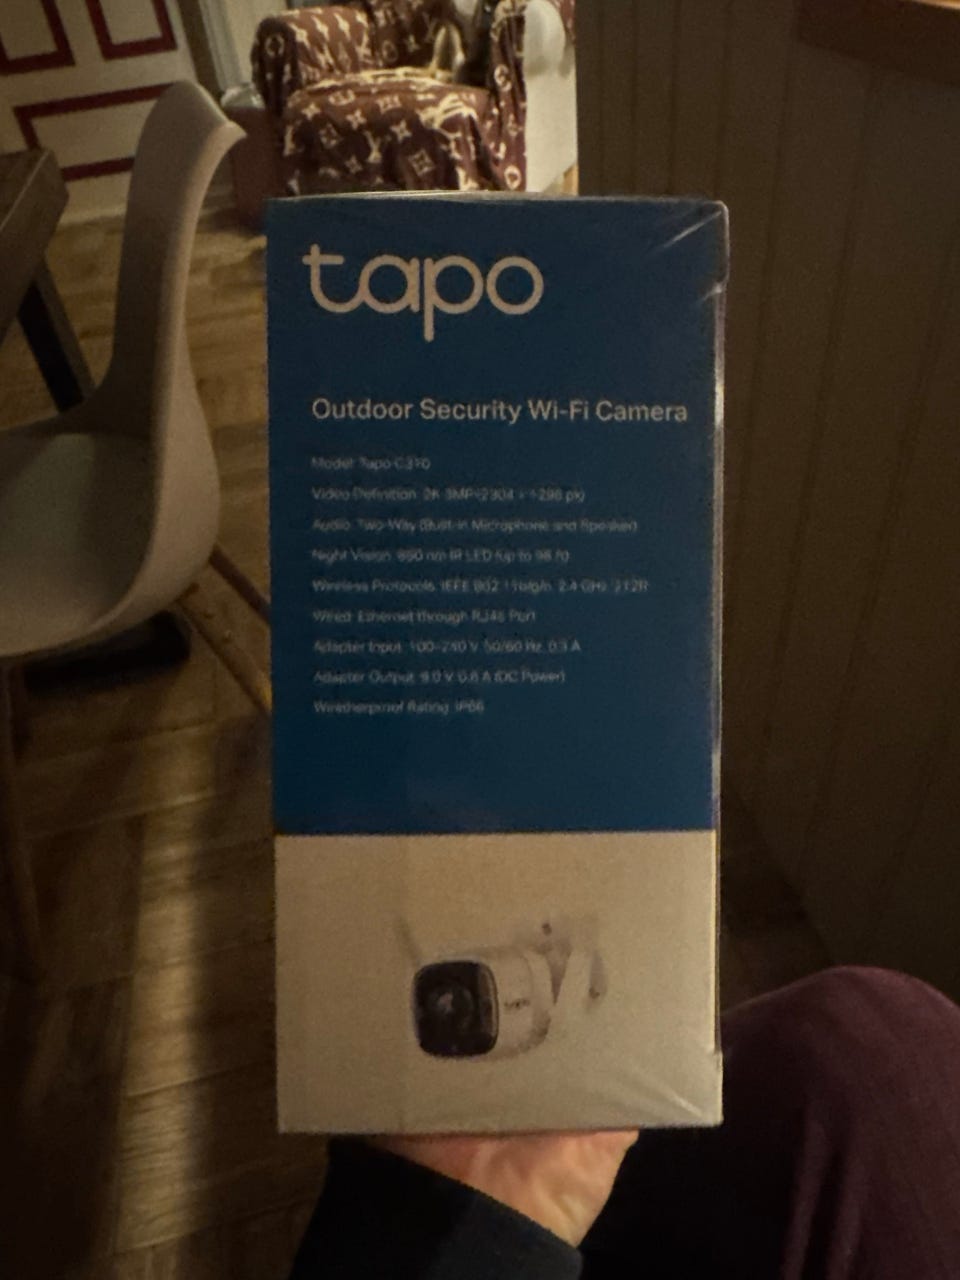 tapo
Outdoor Security Wi-Fi Camera
Model: Tapo C310
Video Definition: 2K 3MP (2304 × 1296 px)
Audio: Two-Way (Built-in Microphone and Speaker)
Night Vision: 850 nm IR LED (up to 98 ft)
Wireless Protocols: IEEE 802.11b/g/n, 2.4 GHz, 2T2R
Wired: Ethernet through RJ45 Port
Adapter Input: 100-240 V, 50/60 Hz, 0.3 A
Adapter Output: 9.0 V 0.6 A (DC Power)
Weatherproof Rating: IP66
tapo